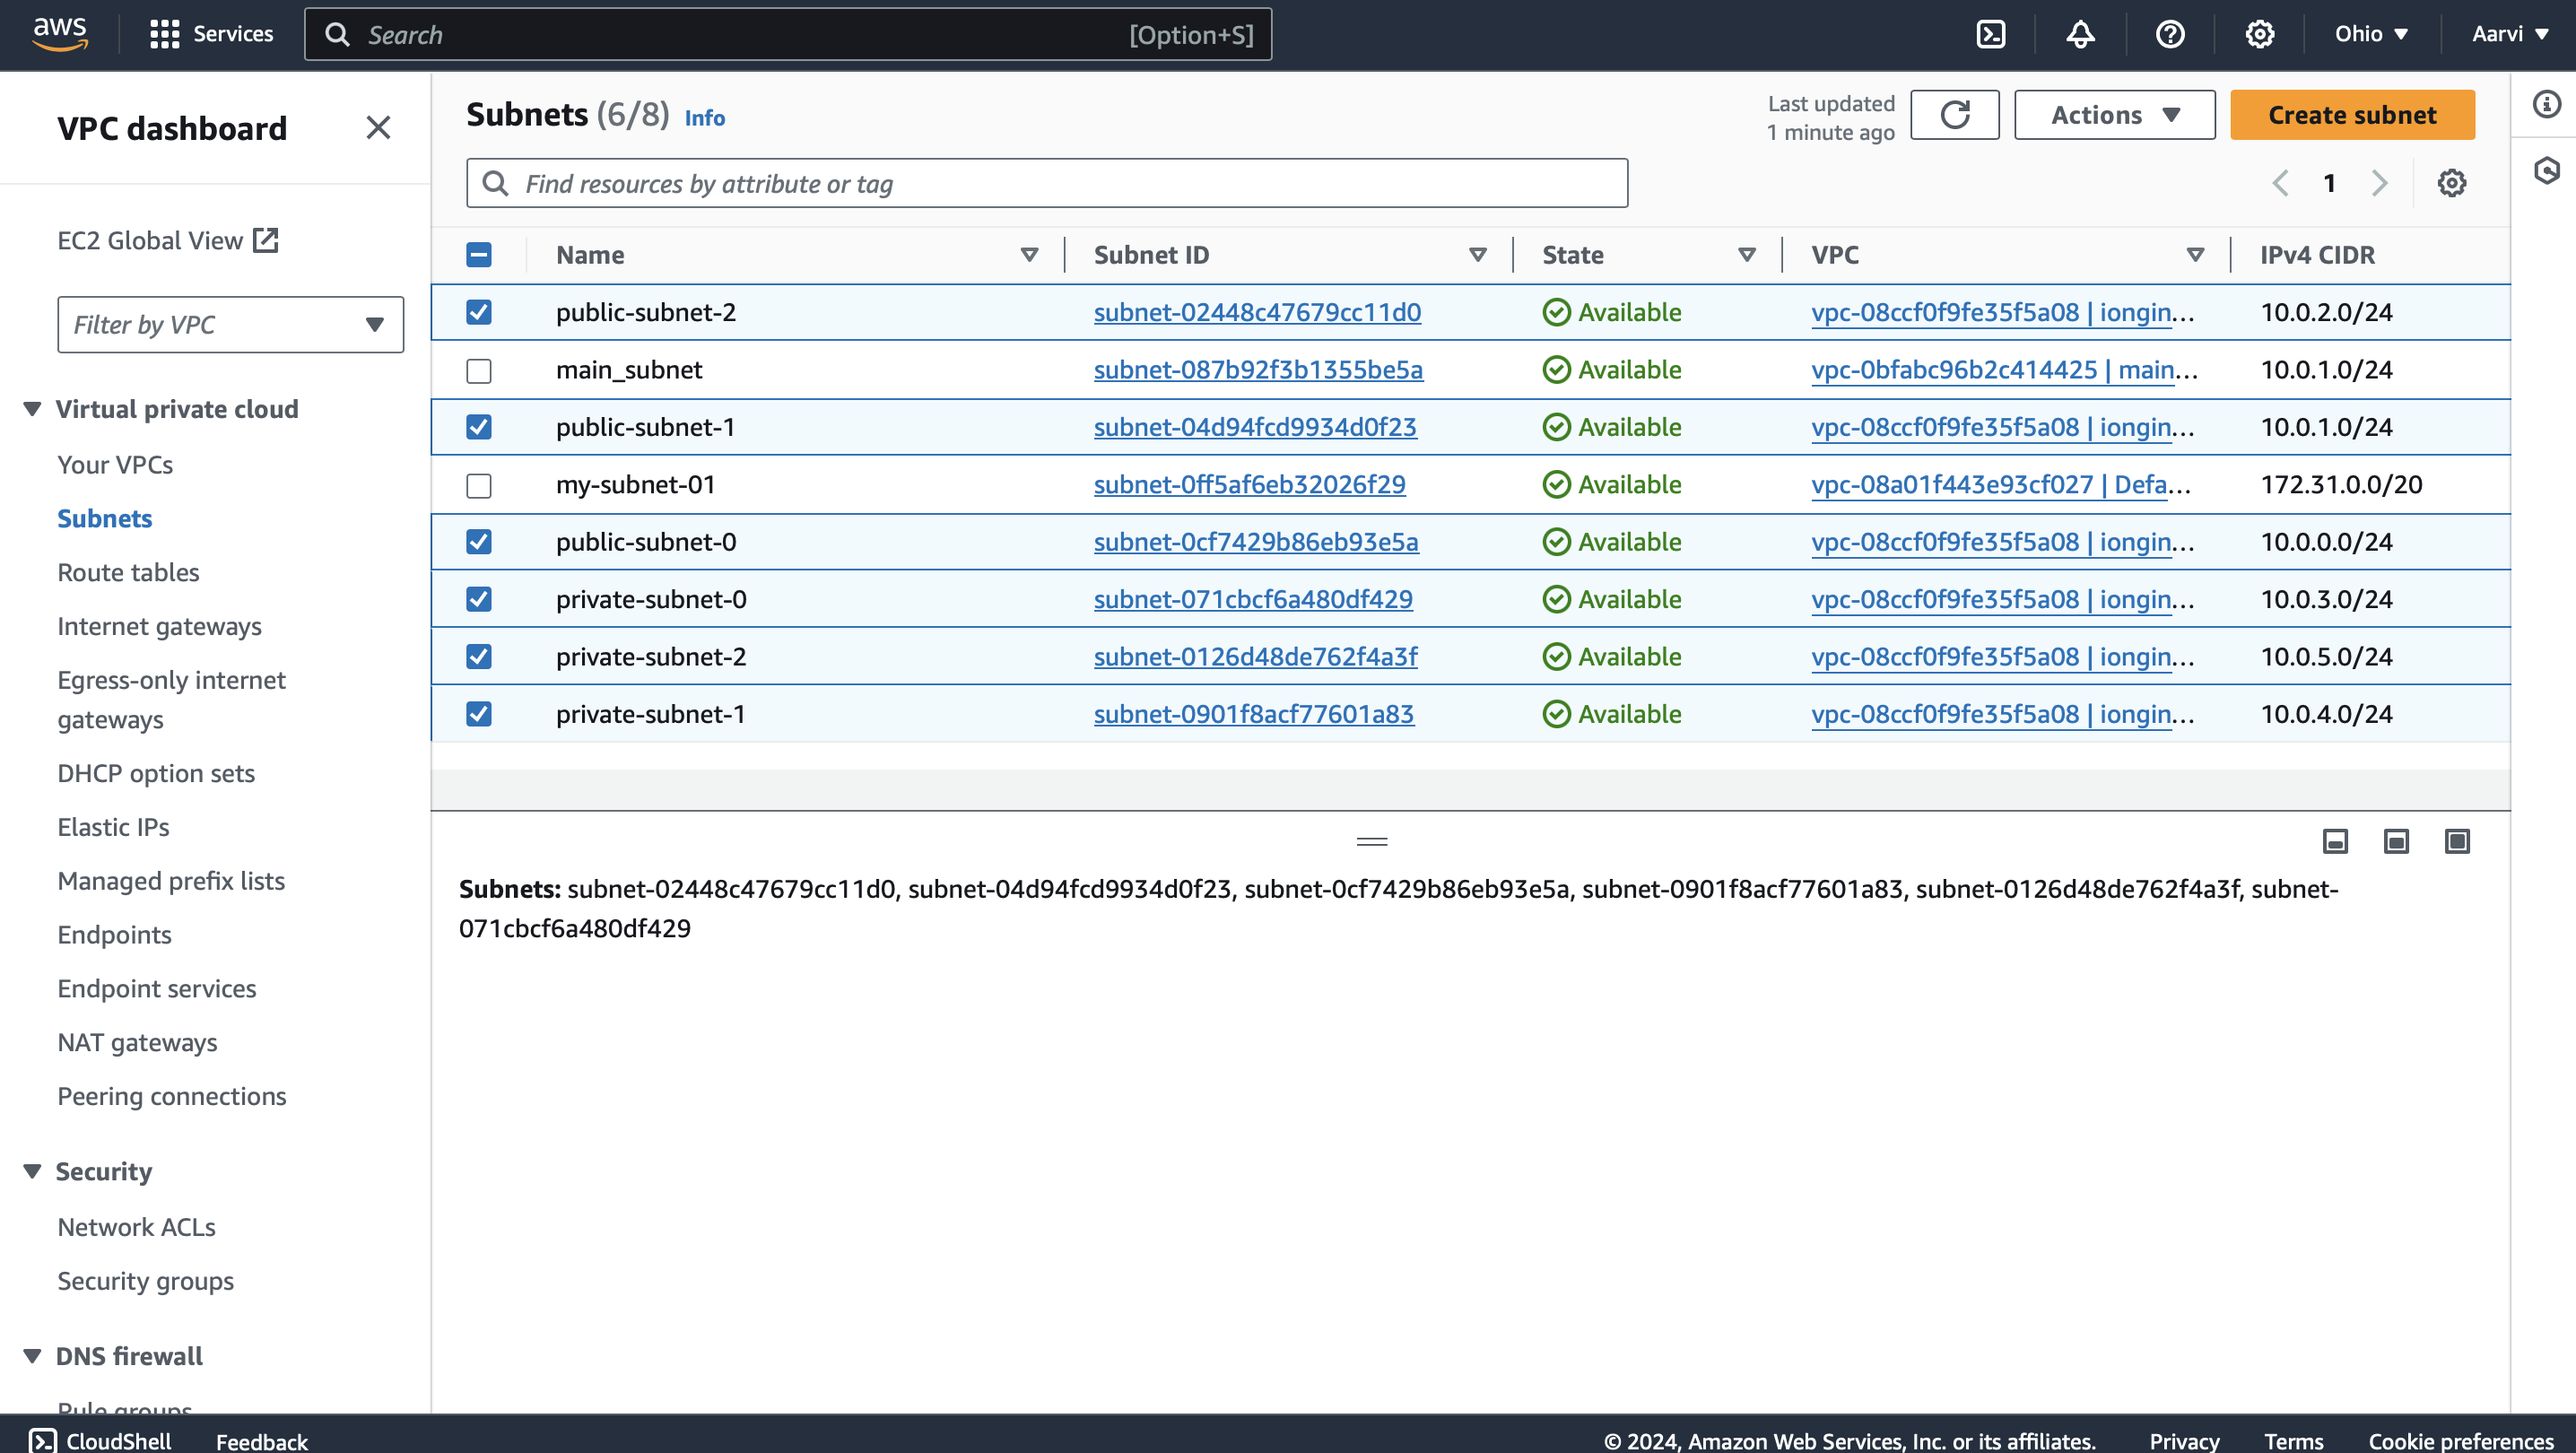 aws
Services
Search
[Option+S]
Ohio
Aarvi
VPC dashboard
EC2 Global View
Filter by VPC
Virtual private cloud
Your VPCs
Subnets
Route tables
Internet gateways
Egress-only internet
gateways
DHCP option sets
Elastic IPs
Managed prefix lists
Endpoints
Endpoint services
NAT gateways
Peering connections
Security
Network ACLs
Security groups
DNS firewall
Rule groups
Subnets (6/8) Info
Last updated
1 minute ago
Actions
Create subnet
Find resources by attribute or tag
1
Name Subnet ID State VPC IPv4 CIDR
public-subnet-2 subnet-02448c47679cc11d0 Available vpc-08ccf0f9fe35f5a08 | iongin… 10.0.2.0/24
main_subnet subnet-087b92f3b1355be5a Available vpc-0bfabc96b2c414425 | main… 10.0.1.0/24
public-subnet-1 subnet-04d94fcd9934d0f23 Available vpc-08ccf0f9fe35f5a08 | iongin… 10.0.1.0/24
my-subnet-01 subnet-0ff5af6eb32026f29 Available vpc-08a01f443e93cf027 | Defa… 172.31.0.0/20
public-subnet-0 subnet-0cf7429b86eb93e5a Available vpc-08ccf0f9fe35f5a08 | iongin… 10.0.0.0/24
private-subnet-0 subnet-071cbcf6a480df429 Available vpc-08ccf0f9fe35f5a08 | iongin… 10.0.3.0/24
private-subnet-2 subnet-0126d48de762f4a3f Available vpc-08ccf0f9fe35f5a08 | iongin… 10.0.5.0/24
private-subnet-1 subnet-0901f8acf77601a83 Available vpc-08ccf0f9fe35f5a08 | iongin… 10.0.4.0/24
Subnets: subnet-02448c47679cc11d0, subnet-04d94fcd9934d0f23, subnet-0cf7429b86eb93e5a, subnet-0901f8acf77601a83, subnet-0126d48de762f4a3f, subnet-
071cbcf6a480df429
CloudShell
Feedback
© 2024, Amazon Web Services, Inc. or its affiliates.
Privacy
Terms
Cookie preferences